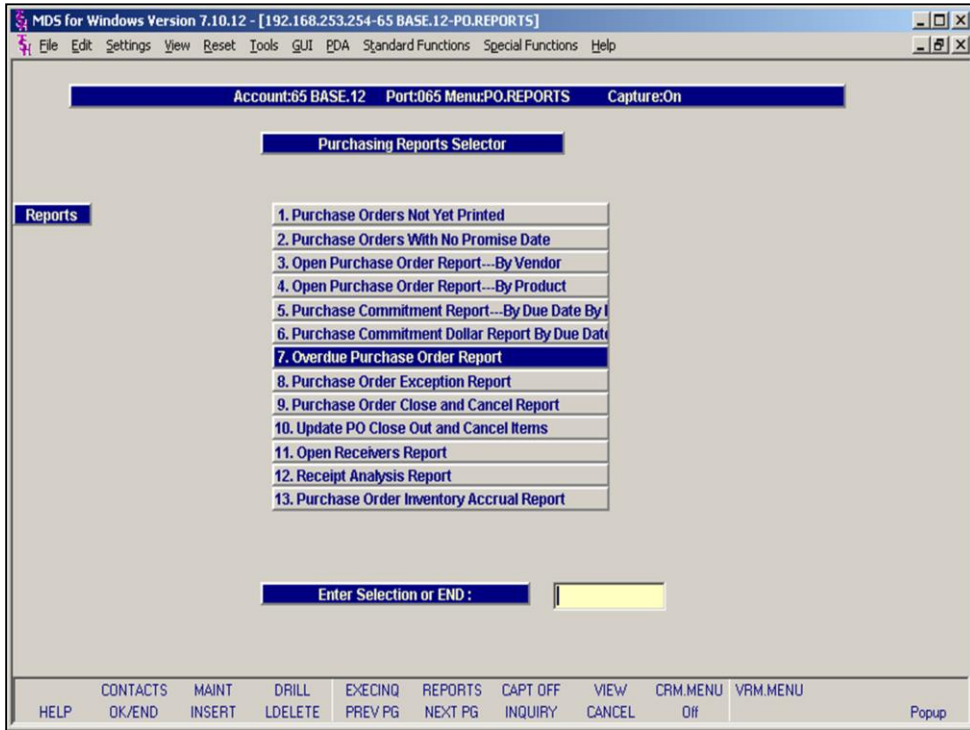 MDS for Windows Version 7.10.12 - [192.168.253.254-65 BASE.12-PO.REPORTS]
File Edit Settings View Reset Tools GUI PDA Standard Functions Special Functions Help
Account:65 BASE.12 Port:065 Menu:PO.REPORTS Capture:On
Purchasing Reports Selector
Reports
1. Purchase Orders Not Yet Printed
2. Purchase Orders With No Promise Date
3. Open Purchase Order Report---By Vendor
4. Open Purchase Order Report---By Product
5. Purchase Commitment Report---By Due Date By
6. Purchase Commitment Dollar Report By Due Date
7. Overdue Purchase Order Report
8. Purchase Order Exception Report
9. Purchase Order Close and Cancel Report
10. Update PO Close Out and Cancel Items
11. Open Receivers Report
12. Receipt Analysis Report
13. Purchase Order Inventory Accrual Report
Enter Selection or END :
CONTACTS MAINT DRILL EXECINQ REPORTS CAPT OFF VIEW CRM.MENU VRM.MENU
HELP OK/END INSERT LDELETE PREV PG NEXT PG INQUIRY CANCEL Off Popup